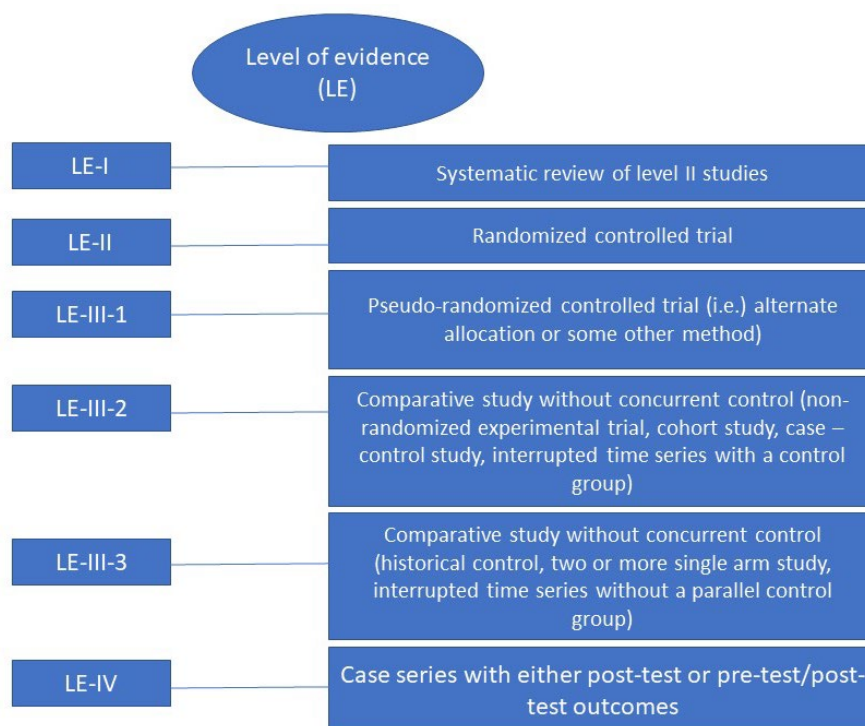 Level of evidence
(LE)
LE-I
Systematic review of level II studies
LE-II
Randomized controlled trial
LE-III-1
Pseudo-randomized controlled trial (i.e.) alternate
allocation or some other method)
LE-III-2
Comparative study without concurrent control (non-
randomized experimental trial, cohort study, case –
control study, interrupted time series with a control
group)
LE-III-3
Comparative study without concurrent control
(historical control, two or more single arm study,
interrupted time series without a parallel control
group)
LE-IV
Case series with either post-test or pre-test/post-
test outcomes